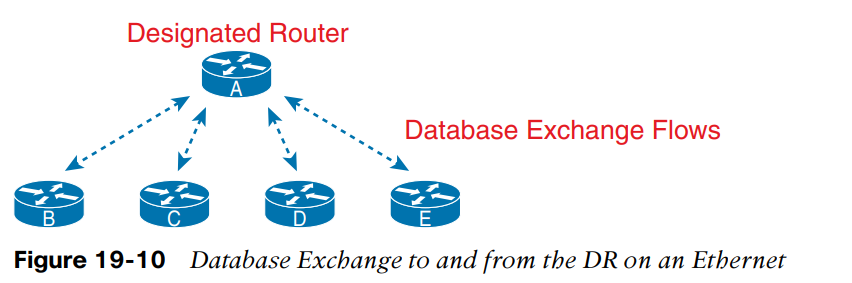 Designated Router
A
Database Exchange Flows
B C D E
Figure 19-10 Database Exchange to and from the DR on an Ethernet